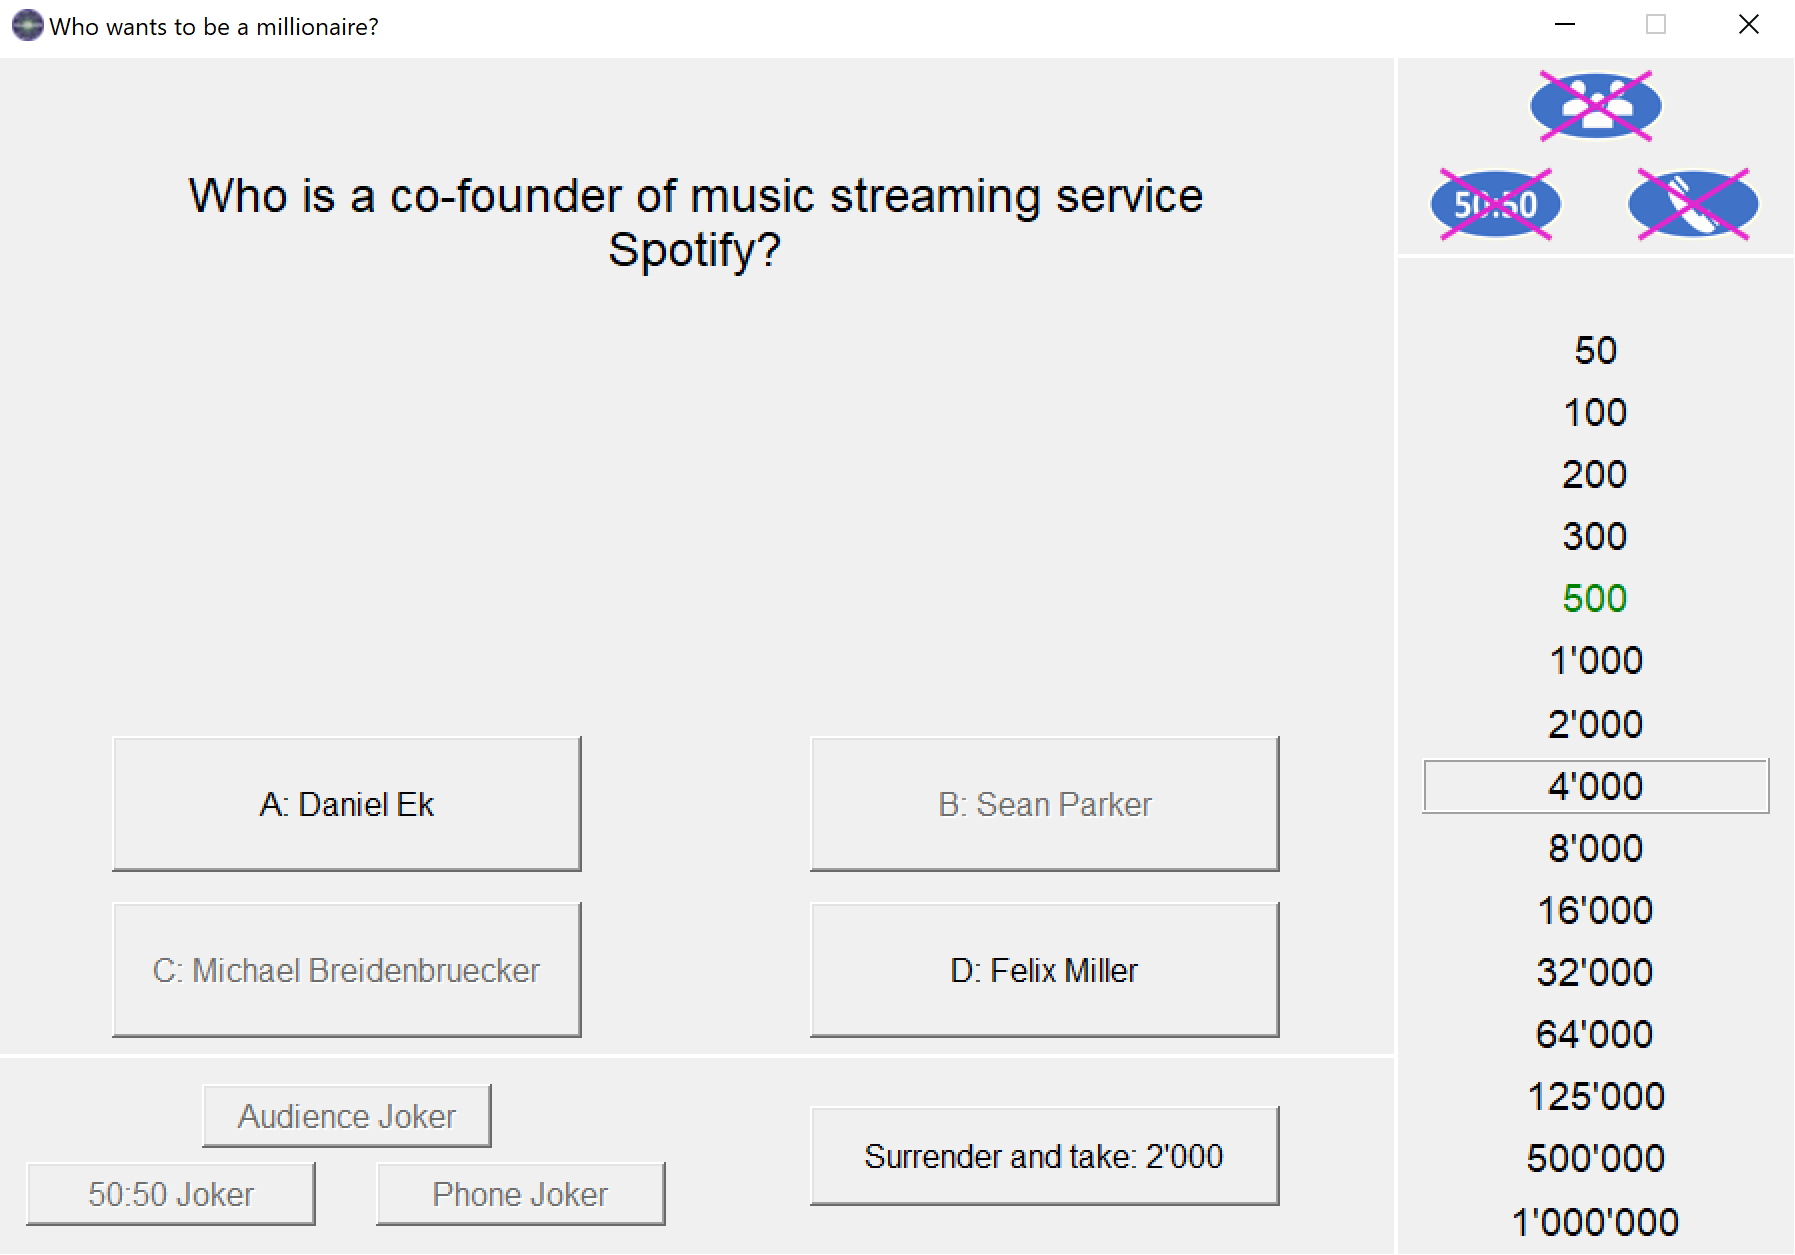 Who wants to be a millionaire?
Who is a co-founder of music streaming service
Spotify?
A: Daniel Ek
B: Sean Parker
C: Michael Breidenbruecker
D: Felix Miller
Audience Joker
50:50 Joker
Phone Joker
Surrender and take: 2'000
50:50
50
100
200
300
500
1'000
2'000
4'000
8'000
16'000
32'000
64'000
125'000
500'000
1'000'000